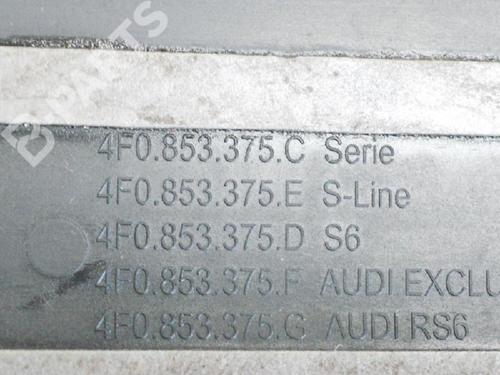 B PARTS
4F0.853.375.C Serie
4F0.853.375.E S-Line
4F0.853.375.D S6
4F0.853.375.F AUDI EXCLU
4F0.853.375.G AUDI RS6